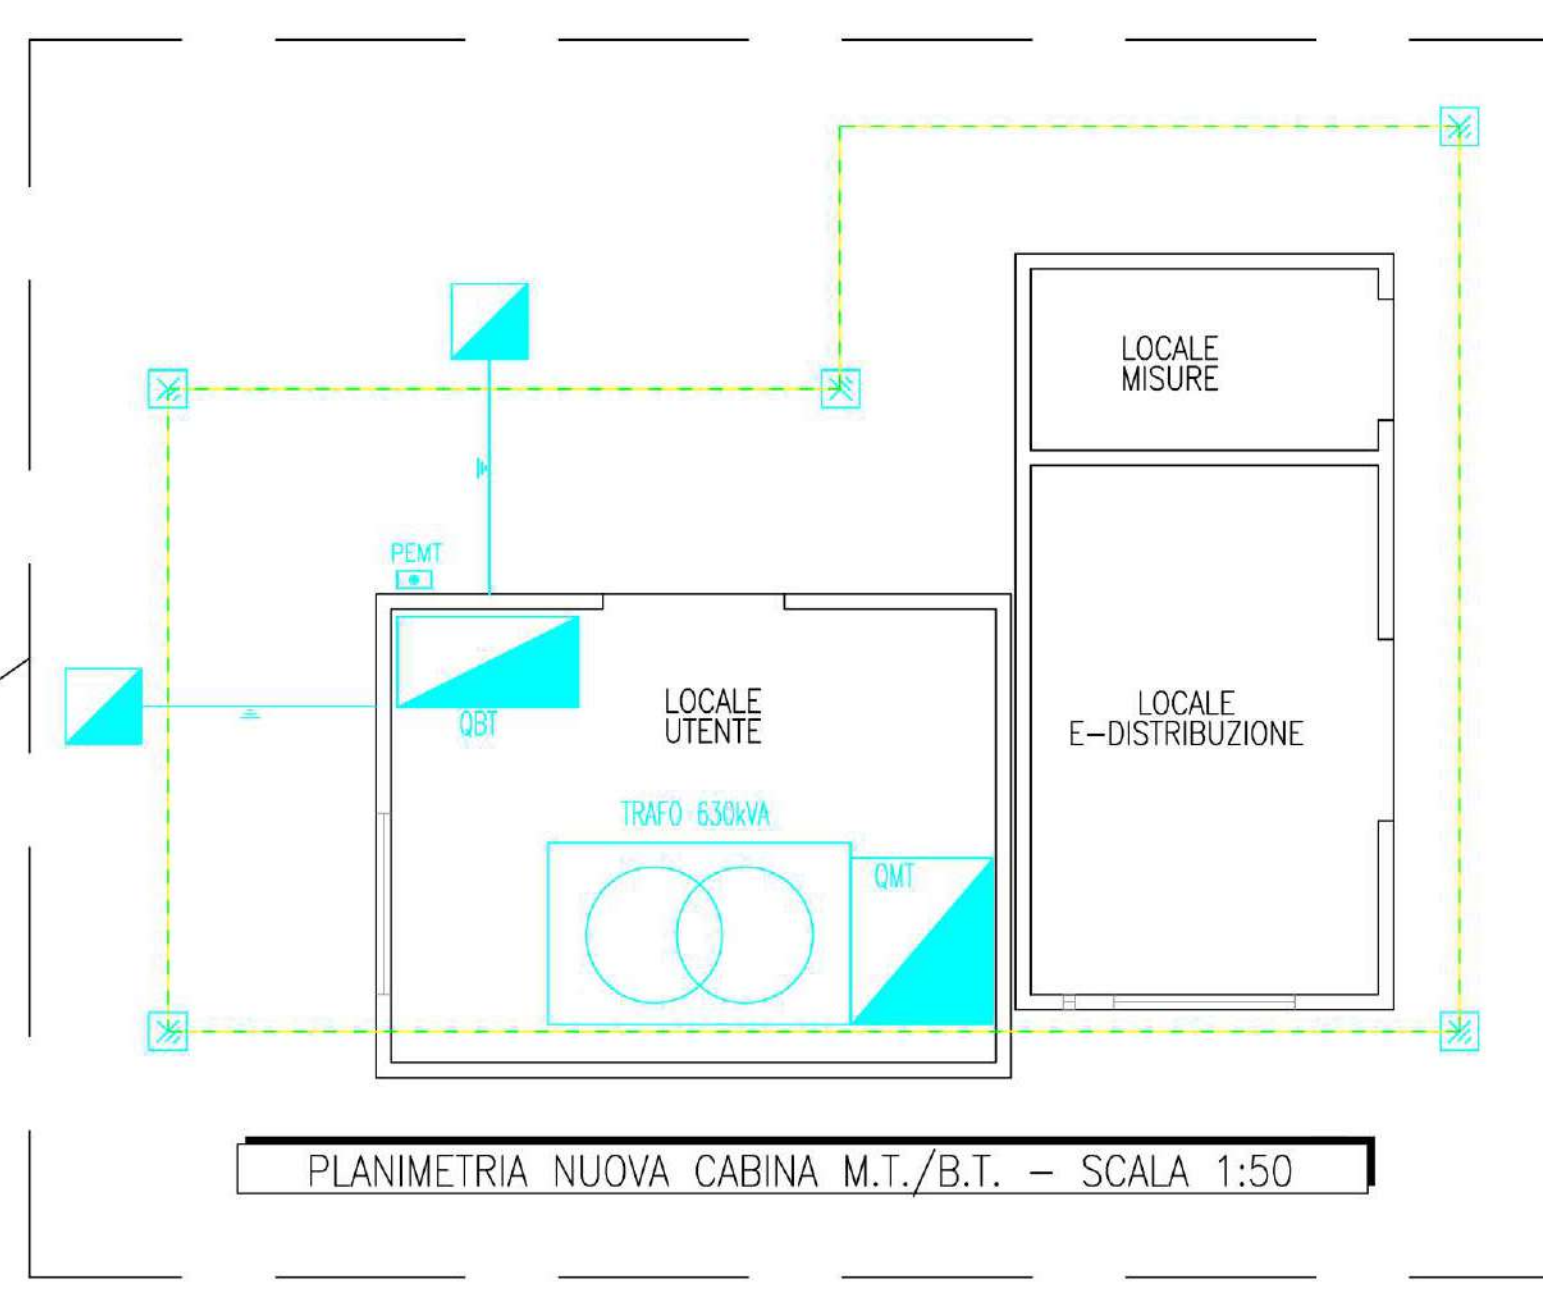 LOCALE
MISURE
PEMT
QBT
LOCALE
UTENTE
LOCALE
E-DISTRIBUZIONE
TRAFO 630kVA
QMT
PLANIMETRIA NUOVA CABINA M.T./B.T. - SCALA 1:50